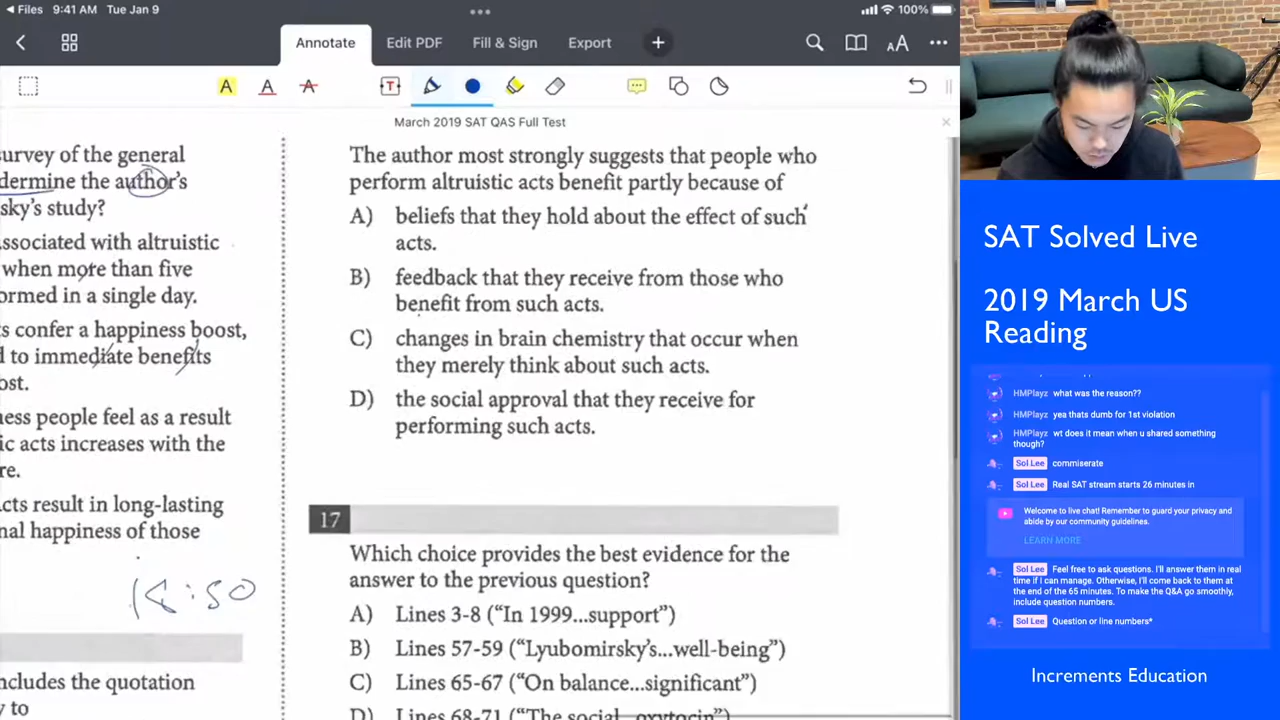 Files 9:41 AM Tue Jan 9 100%
Annotate Edit PDF Fill & Sign Export
March 2019 SAT QAS Full Test
survey of the general
dermine the author's
sky's study?
ssociated with altruistic
when more than five
ormed in a single day.
ts confer a happiness boost,
d to immediate benefits
ost.
ness people feel as a result
ic acts increases with the
re.
cts result in long-lasting
nal happiness of those
ncludes the quotation
y to
The author most strongly suggests that people who
perform altruistic acts benefit partly because of
A) beliefs that they hold about the effect of such
acts.
B) feedback that they receive from those who
benefit from such acts.
C) changes in brain chemistry that occur when
they merely think about such acts.
D) the social approval that they receive for
performing such acts.
17
Which choice provides the best evidence for the
answer to the previous question?
A) Lines 3-8 (“In 1999...support”)
B) Lines 57-59 (“Lyubomirsky's...well-being”)
C) Lines 65-67 (“On balance...significant”)
D) Lines 68-71 (“The social...oxytocin”)
SAT Solved Live
2019 March US
Reading
HMPlayz what was the reason??
HMPlayz yea thats dumb for 1st violation
HMPlayz wt does it mean when u shared something
though?
Sol Lee commiserate
Sol Lee Real SAT stream starts 26 minutes in
Welcome to live chat! Remember to guard your privacy and
abide by our community guidelines.
LEARN MORE
Sol Lee Feel free to ask questions. I'll answer them in real
time if I can manage. Otherwise, I'll come back to them at
the end of the 65 minutes. To make the Q&A go smoothly,
include question numbers.
Sol Lee Question or line numbers*
Increments Education